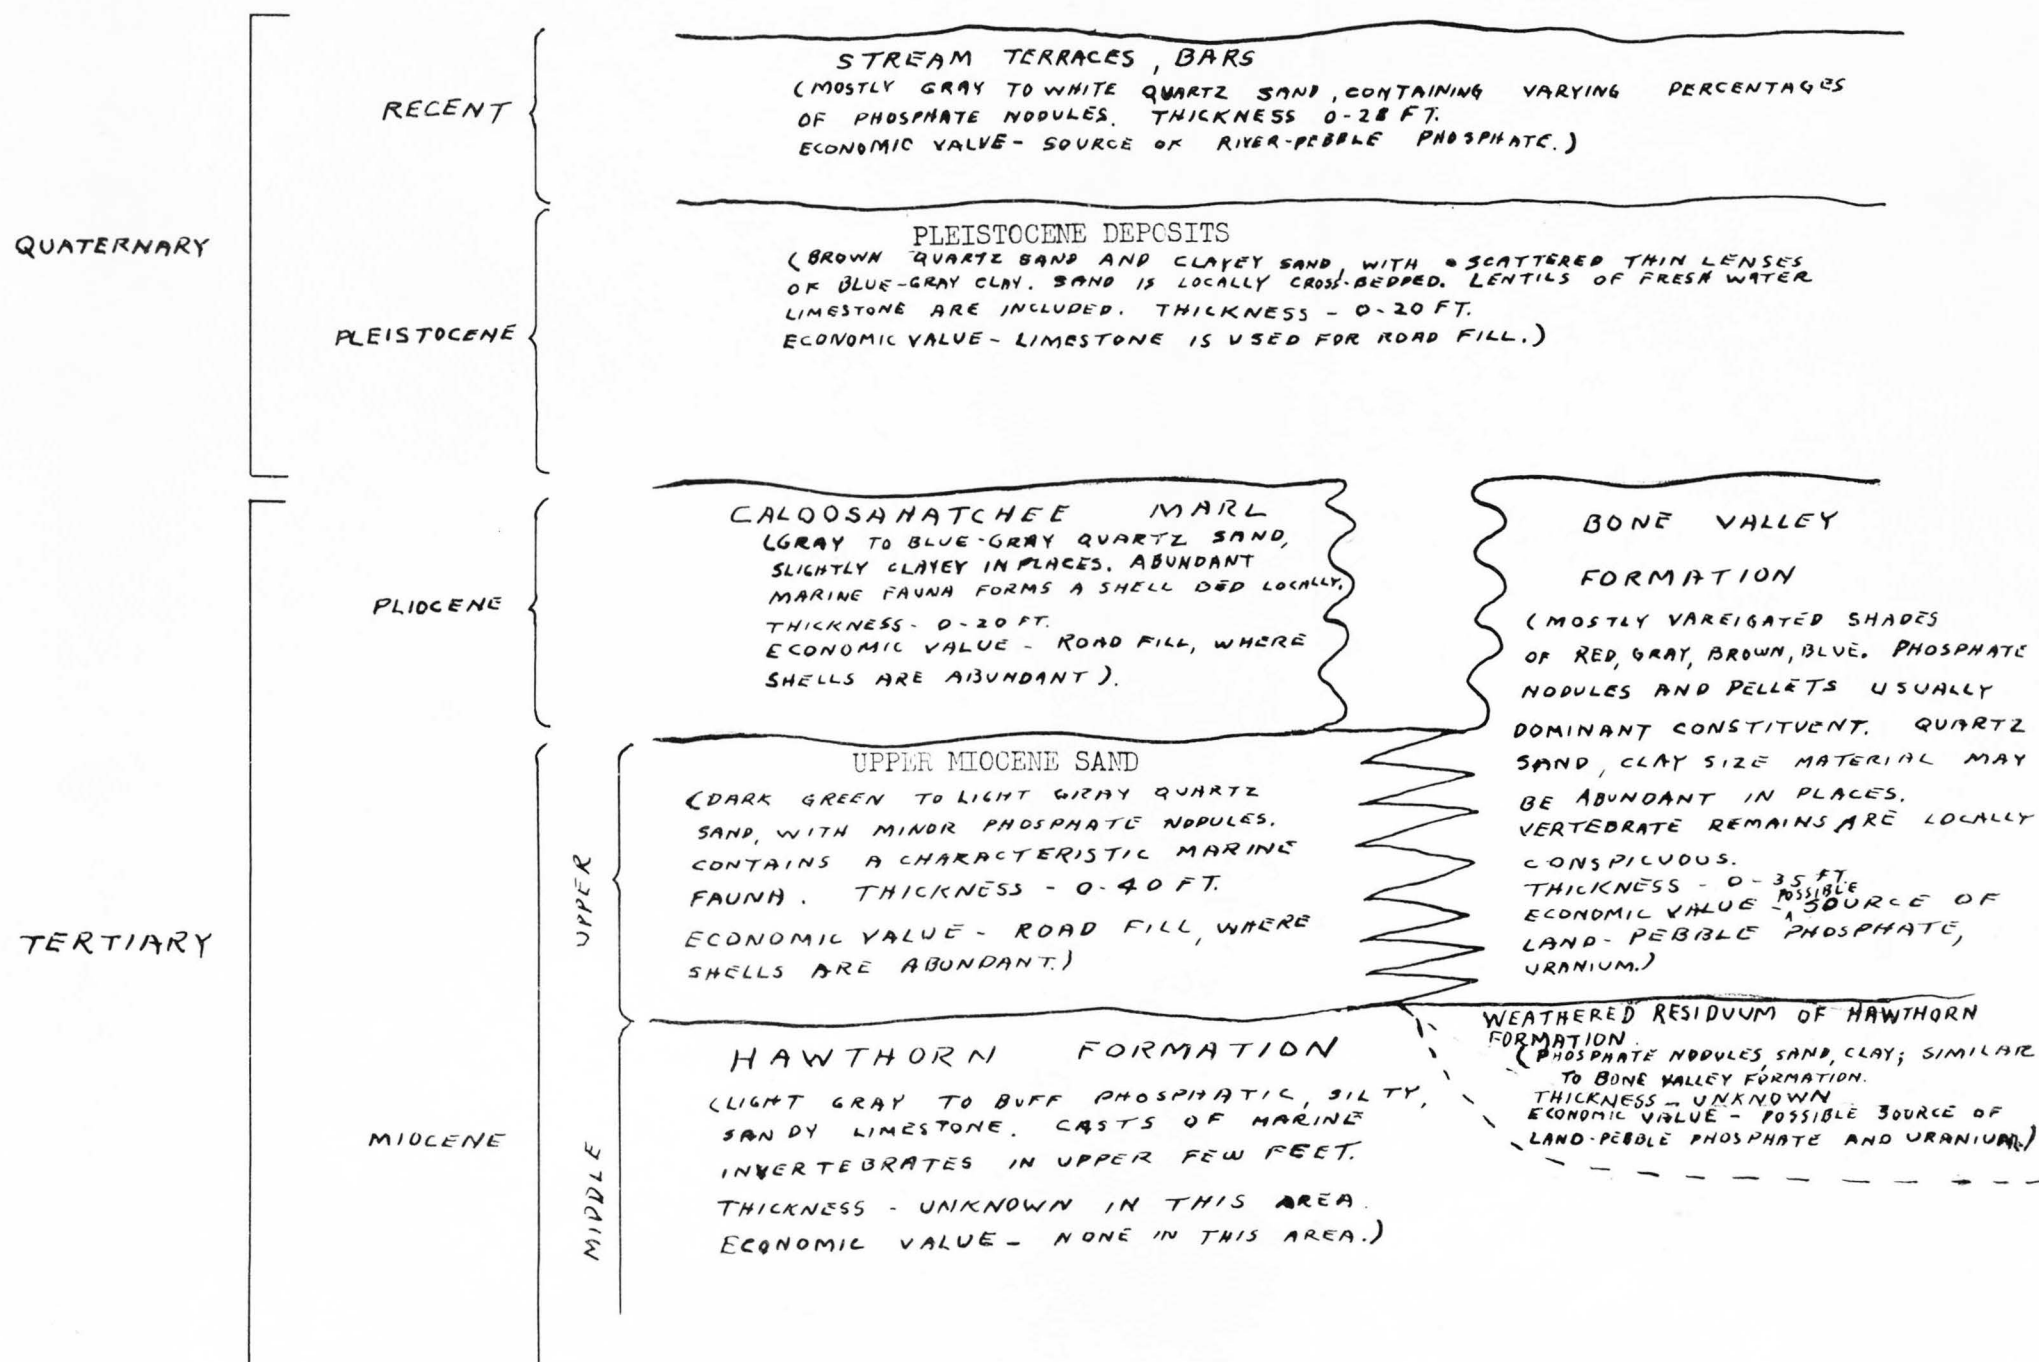 QUATERNARY
RECENT
STREAM TERRACES, BARS
(MOSTLY GRAY TO WHITE QUARTZ SAND, CONTAINING VARYING PERCENTAGES
OF PHOSPHATE NODULES. THICKNESS 0-28 FT.
ECONOMIC VALUE - SOURCE OF RIVER-PEBBLE PHOSPHATE.)
PLEISTOCENE
PLEISTOCENE DEPOSITS
(BROWN QUARTZ SAND AND CLAYEY SAND, WITH SCATTERED THIN LENSES
OF BLUE-GRAY CLAY. SAND IS LOCALLY CROSS-BEDDED. LENTILS OF FRESH WATER
LIMESTONE ARE INCLUDED. THICKNESS - 0-20 FT.
ECONOMIC VALUE - LIMESTONE IS USED FOR ROAD FILL.)
TERTIARY
PLIOCENE
CALOOSAHATCHEE MARL
(GRAY TO BLUE-GRAY QUARTZ SAND,
SLIGHTLY CLAYEY IN PLACES. ABUNDANT
MARINE FAUNA FORMS A SHELL BED LOCALLY.
THICKNESS - 0-20 FT.
ECONOMIC VALUE - ROAD FILL, WHERE
SHELLS ARE ABUNDANT).
BONE VALLEY
FORMATION
(MOSTLY VAREIGATED SHADES
OF RED, GRAY, BROWN, BLUE. PHOSPHATE
NODULES AND PELLETS USUALLY
DOMINANT CONSTITUENT. QUARTZ
SAND, CLAY SIZE MATERIAL MAY
BE ABUNDANT IN PLACES.
VERTEBRATE REMAINS ARE LOCALLY
CONSPICUOUS.
THICKNESS - 0-35 FT.
ECONOMIC VALUE - POSSIBLE SOURCE OF
LAND-PEBBLE PHOSPHATE,
URANIUM.)
MIOCENE
UPPER
UPPER MIOCENE SAND
(DARK GREEN TO LIGHT GRAY QUARTZ
SAND, WITH MINOR PHOSPHATE NODULES.
CONTAINS A CHARACTERISTIC MARINE
FAUNA. THICKNESS - 0-40 FT.
ECONOMIC VALUE - ROAD FILL, WHERE
SHELLS ARE ABUNDANT.)
MIDDLE
HAWTHORN FORMATION
(LIGHT GRAY TO BUFF PHOSPHATIC, SILTY,
SANDY LIMESTONE. CASTS OF MARINE
INVERTEBRATES IN UPPER FEW FEET.
THICKNESS - UNKNOWN IN THIS AREA.
ECONOMIC VALUE - NONE IN THIS AREA.)
WEATHERED RESIDUUM OF HAWTHORN
FORMATION.
(PHOSPHATE NODULES, SAND, CLAY; SIMILAR
TO BONE VALLEY FORMATION.
THICKNESS - UNKNOWN
ECONOMIC VALUE - POSSIBLE SOURCE OF
LAND-PEBBLE PHOSPHATE AND URANIUM.)